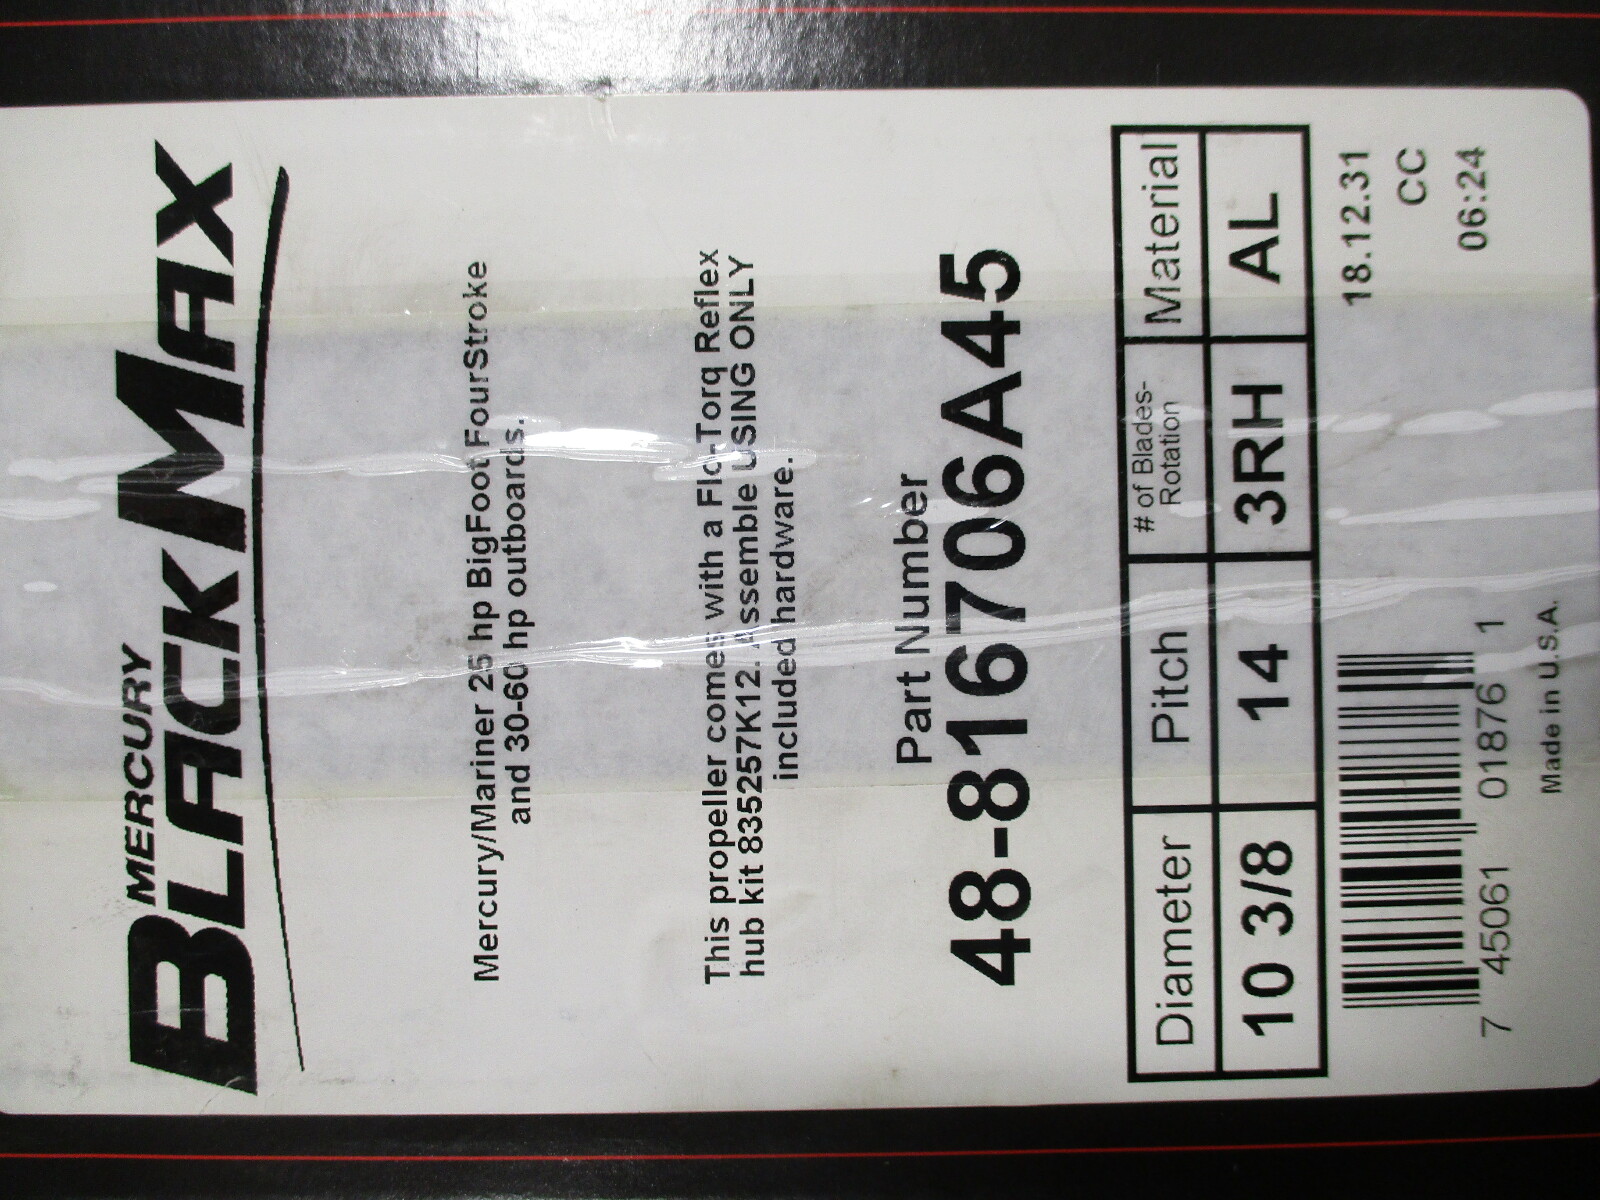 MERCURY
BLACK MAX
Mercury/Mariner 25 hp BigFoot FourStroke
and 30-60 hp outboards.
This propeller comes with a Flo-Torq Reflex
hub kit 835257K12. Assemble USING ONLY
included hardware.
Part Number
48-816706A45
Diameter Pitch # of Blades- Material
Rotation
10 3/8 14 3RH AL
18.12.31
CC
06:24
7 45061 01876 1
Made in U.S.A.